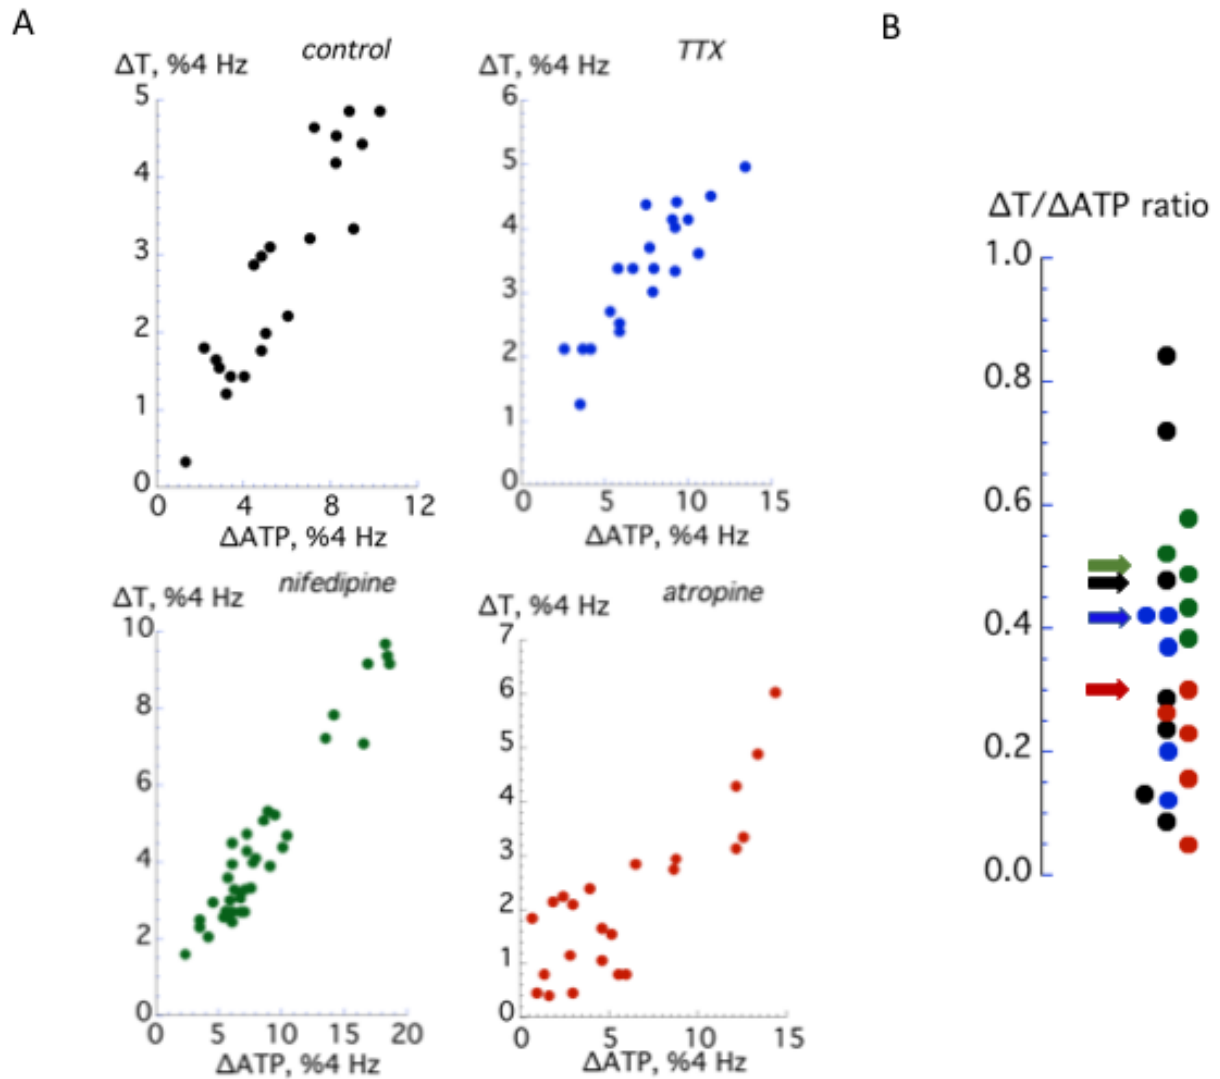 A
control
ΔT, %4 Hz
5
4
3
2
1
0
0 4 8 12
ΔATP, %4 Hz
TTX
ΔT, %4 Hz
6
5
4
3
2
1
0
0 5 10 15
ΔATP, %4 Hz
nifedipine
ΔT, %4 Hz
10
8
6
4
2
0
0 5 10 15 20
ΔATP, %4 Hz
atropine
ΔT, %4 Hz
7
6
5
4
3
2
1
0
0 5 10 15
ΔATP, %4 Hz
B
ΔT/ΔATP ratio
1.0
0.8
0.6
0.4
0.2
0.0